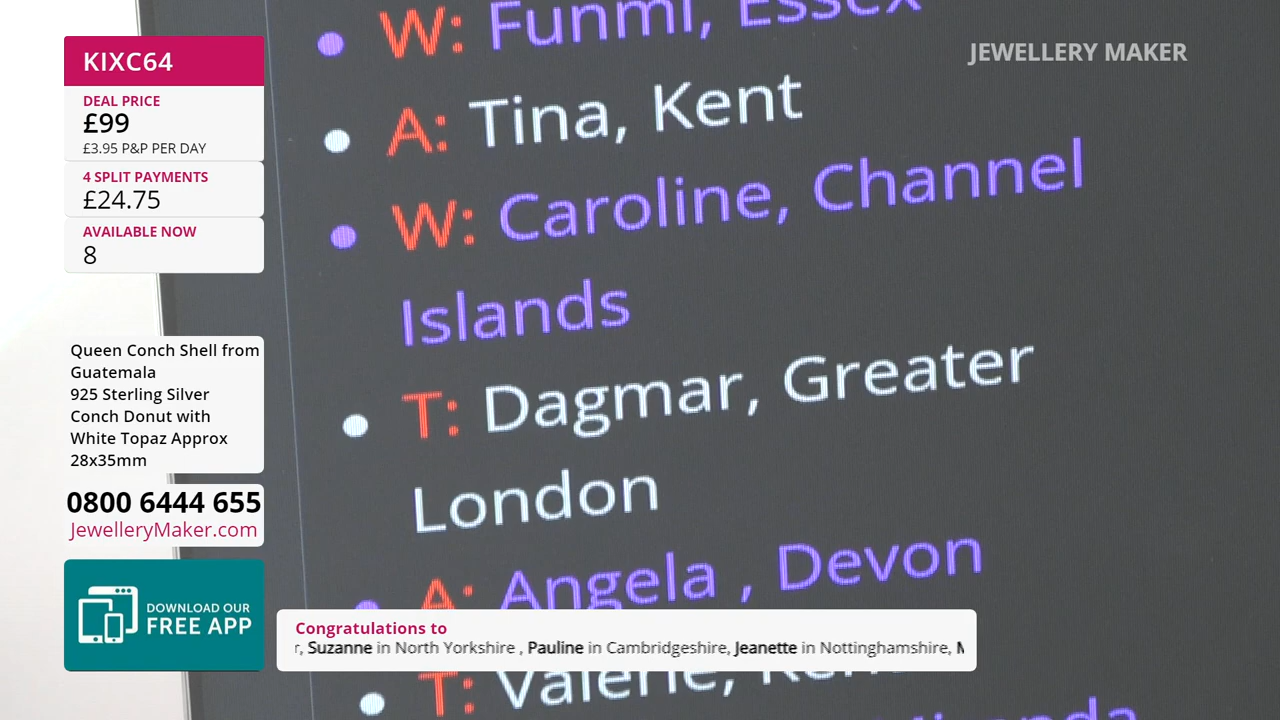 KIXC64
DEAL PRICE
£99
£3.95 P&P PER DAY
4 SPLIT PAYMENTS
£24.75
AVAILABLE NOW
8
Queen Conch Shell from
Guatemala
925 Sterling Silver
Conch Donut with
White Topaz Approx
28x35mm
0800 6444 655
JewelleryMaker.com
DOWNLOAD OUR
FREE APP
JEWELLERY MAKER
W: Funmi, Essex
A: Tina, Kent
W: Caroline, Channel
Islands
T: Dagmar, Greater
London
A: Angela , Devon
T: Valerie,
Congratulations to
r, Suzanne in North Yorkshire , Pauline in Cambridgeshire, Jeanette in Nottinghamshire,